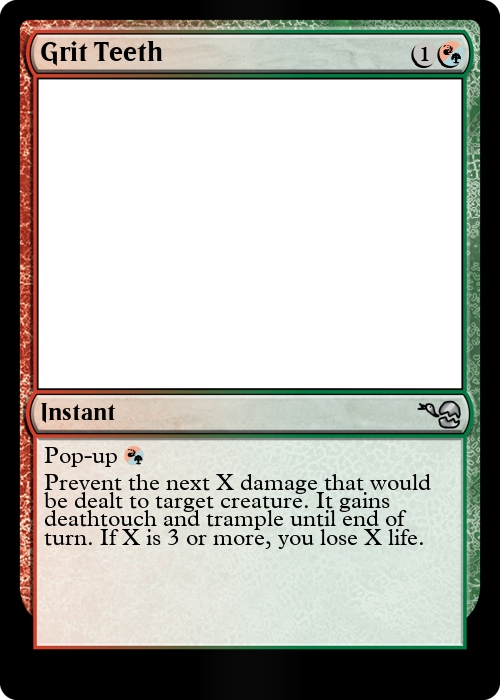 Grit Teeth 1
Instant
Pop-up
Prevent the next X damage that would
be dealt to target creature. It gains
deathtouch and trample until end of
turn. If X is 3 or more, you lose X life.